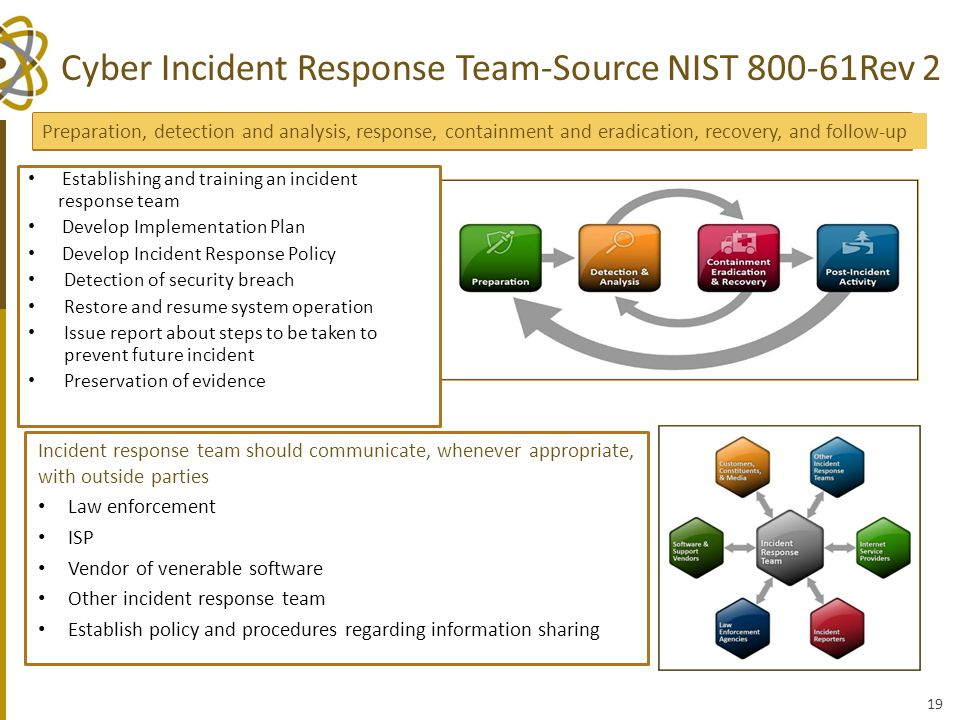 Cyber Incident Response Team-Source NIST 800-61Rev 2
Preparation, detection and analysis, response, containment and eradication, recovery, and follow-up
• Establishing and training an incident
response team
• Develop Implementation Plan
• Develop Incident Response Policy
• Detection of security breach
• Restore and resume system operation
• Issue report about steps to be taken to
prevent future incident
• Preservation of evidence
Preparation
Detection &
Analysis
Containment
Eradication
& Recovery
Post-Incident
Activity
Incident response team should communicate, whenever appropriate,
with outside parties
• Law enforcement
• ISP
• Vendor of venerable software
• Other incident response team
• Establish policy and procedures regarding information sharing
Customers,
Constituents,
& Media
Other
Incident
Response
Teams
Software &
Support
Vendors
Incident
Response
Team
Internet
Service
Providers
Law
Enforcement
Agencies
Incident
Reporters
19